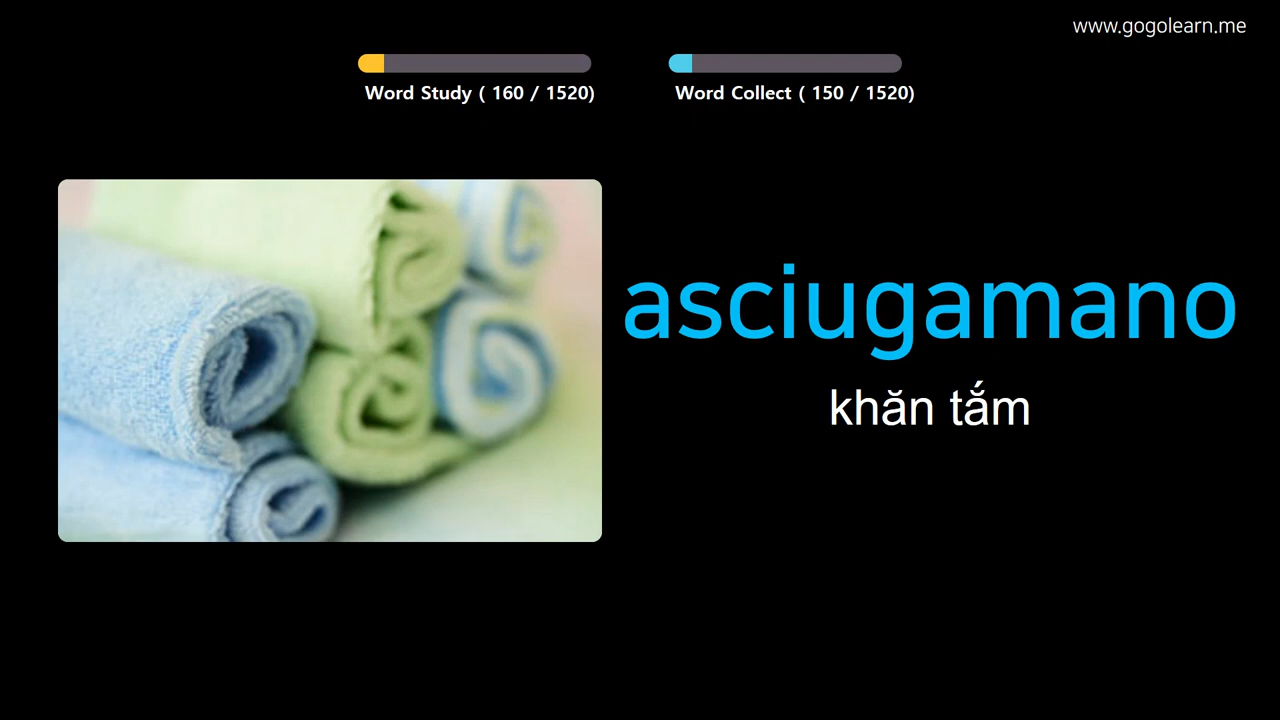 www.gogolearn.me
Word Study ( 160 / 1520)
Word Collect ( 150 / 1520)
asciugamano
khăn tắm